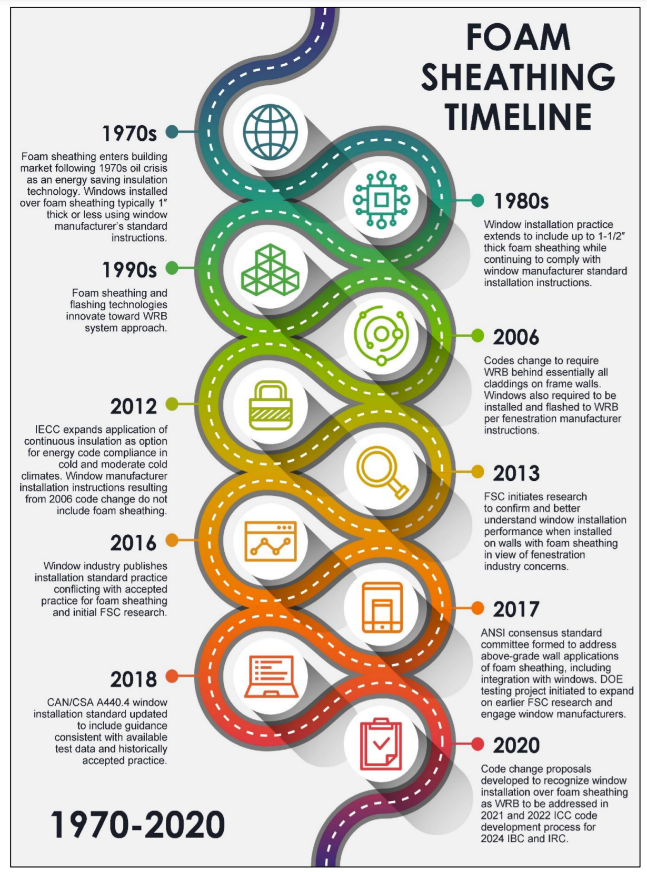 FOAM
SHEATHING
TIMELINE
1970s
Foam sheathing enters building
market following 1970s oil crisis
as an energy saving insulation
technology. Windows installed
over foam sheathing typically 1"
thick or less using window
manufacturer's standard
instructions.
1980s
Window installation practice
extends to include up to 1-1/2"
thick foam sheathing while
continuing to comply with
window manufacturer standard
installation instructions.
1990s
Foam sheathing and
flashing technologies
innovate toward WRB
system approach.
2006
Codes change to require
WRB behind essentially all
claddings on frame walls.
Windows also required to be
installed and flashed to WRB
per fenestration manufacturer
instructions.
2012
IECC expands application of
continuous insulation as option
for energy code compliance in
cold and moderate cold
climates. Window manufacturer
installation instructions resulting
from 2006 code change do not
include foam sheathing.
2013
FSC initiates research
to confirm and better
understand window installation
performance when installed
on walls with foam sheathing
in view of fenestration
industry concerns.
2016
Window industry publishes
installation standard practice
conflicting with accepted
practice for foam sheathing
and initial FSC research.
2017
ANSI consensus standard
committee formed to address
above-grade wall applications
of foam sheathing, including
integration with windows. DOE
testing project initiated to expand
on earlier FSC research and
engage window manufacturers.
2018
CAN/CSA A440.4 window
installation standard updated
to include guidance
consistent with available
test data and historically
accepted practice.
2020
Code change proposals
developed to recognize window
installation over foam sheathing
as WRB to be addressed in
2021 and 2022 ICC code
development process for
2024 IBC and IRC.
1970-2020